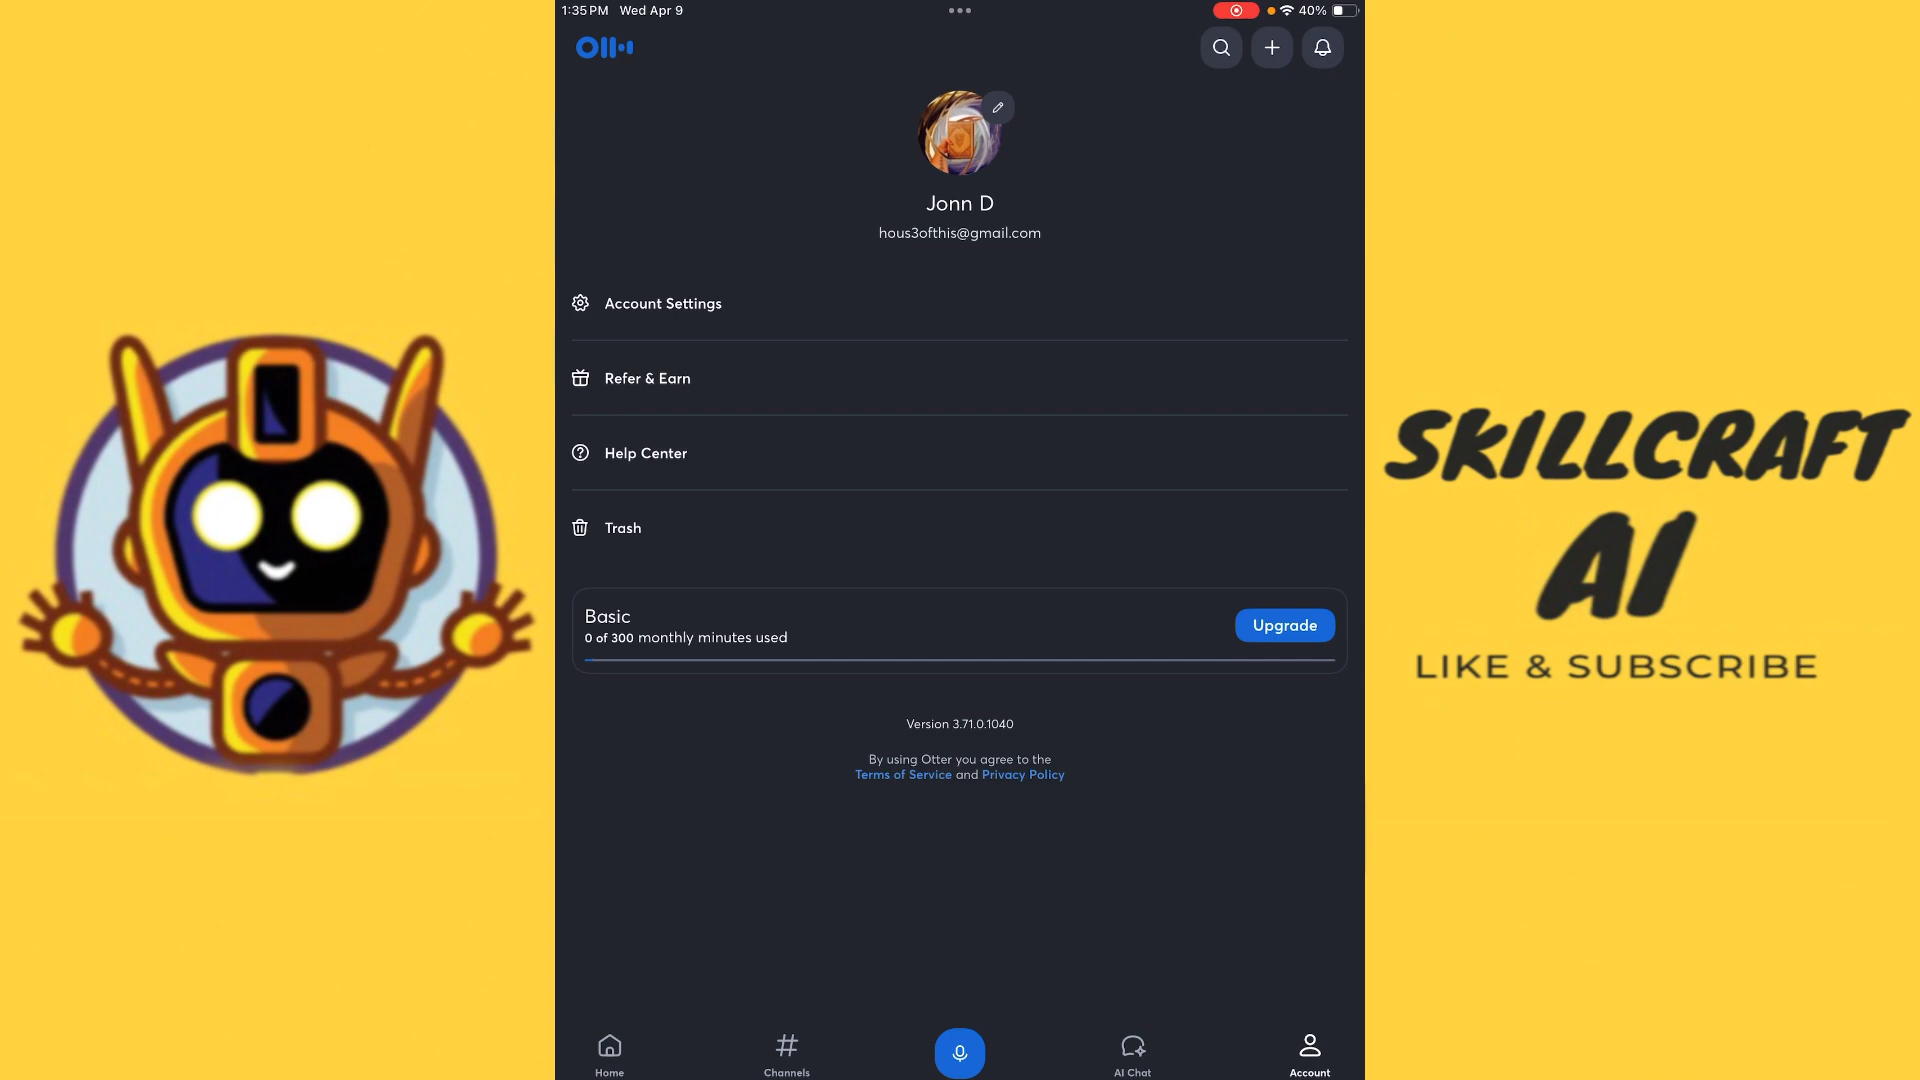 1:35 PM Wed Apr 9
40%
Otter
Jonn D
hous3ofthis@gmail.com
Account Settings
Refer & Earn
Help Center
Trash
Basic
0 of 300 monthly minutes used
Upgrade
Version 3.71.0.1040
By using Otter you agree to the
Terms of Service and Privacy Policy
Home
Channels
AI Chat
Account
SKILLCRAFT
AI
LIKE & SUBSCRIBE